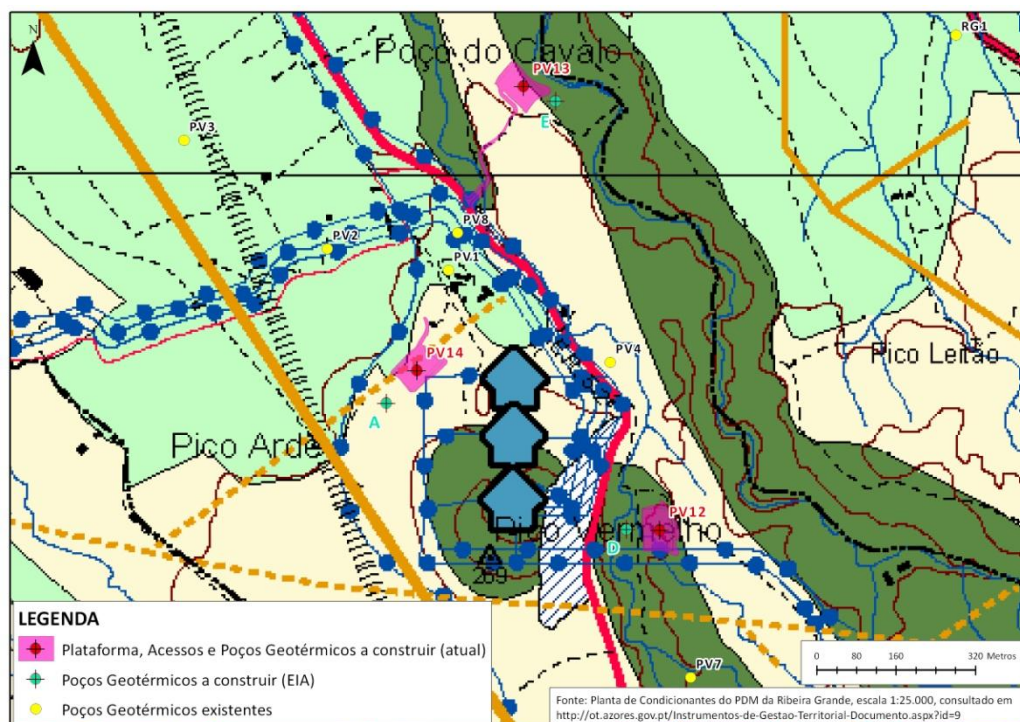 N
Poço do Cavalo
RG1
PV13
E
PV3
PV8
PV2
PV1
PV4
Pico Leitão
PV14
A
Pico Arde
Pico Vermelho
PV12
D
269
PV7
LEGENDA
Plataforma, Acessos e Poços Geotérmicos a construir (atual)
Poços Geotérmicos a construir (EIA)
Poços Geotérmicos existentes
0 80 160 320 Metros
Fonte: Planta de Condicionantes do PDM da Ribeira Grande, escala 1:25.000, consultado em
http://ot.azores.gov.pt/Instrumentos-de-Gestao-Territorial-Documento.aspx?id=9